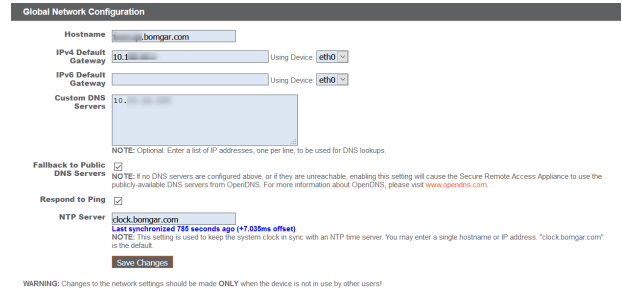 Global Network Configuration
Hostname
.bomgar.com
IPv4 Default
Gateway
10.1
Using Device: eth0
IPv6 Default
Gateway
Using Device: eth0
Custom DNS
Servers
10.
NOTE: Optional. Enter a list of IP addresses, one per line, to be used for DNS lookups.
Fallback to Public
DNS Servers
NOTE: If no DNS servers are configured above, or if they are unreachable, enabling this setting will cause the Secure Remote Access Appliance to use the
publicly-available DNS servers from OpenDNS. For more information about OpenDNS, please visit www.opendns.com.
Respond to Ping
NTP Server
clock.bomgar.com
Last synchronized 785 seconds ago (+7.035ms offset)
NOTE: This setting is used to keep the system clock in sync with an NTP time server. You may enter a single hostname or IP address. "clock.bomgar.com"
is the default.
Save Changes
WARNING: Changes to the network settings should be made ONLY when the device is not in use by other users!